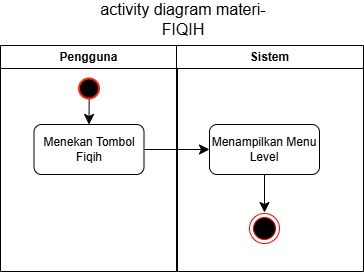 activity diagram materi-
FIQIH
Pengguna
Sistem
Menekan Tombol
Fiqih
Menampilkan Menu
Level